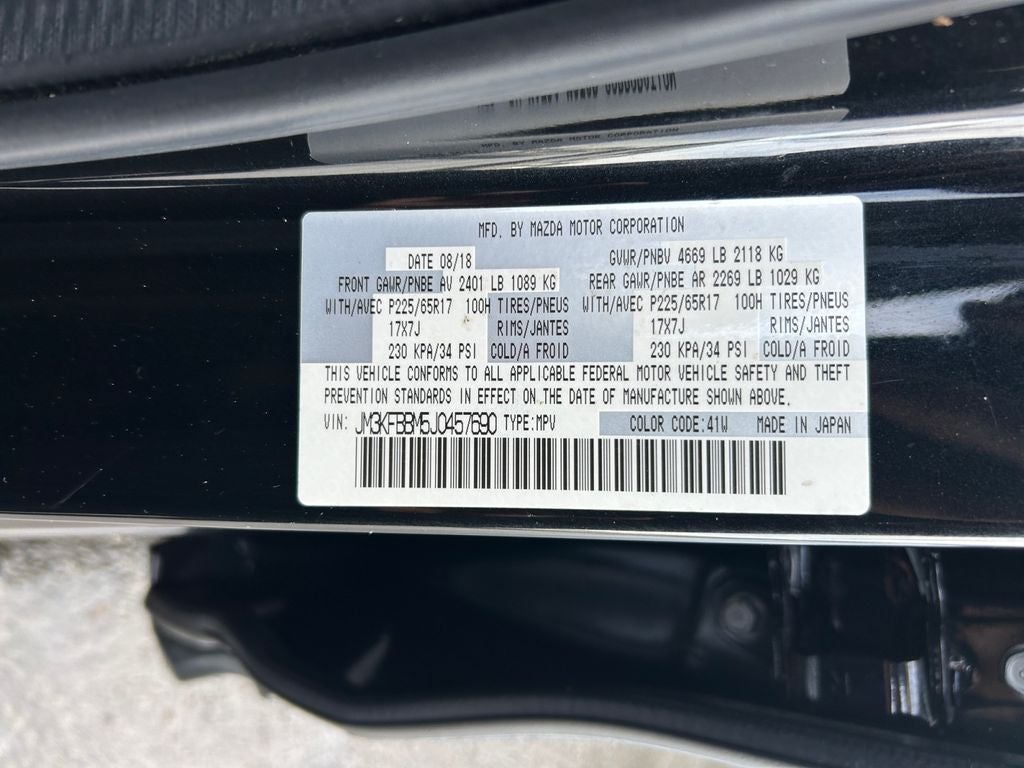 MFD. BY MAZDA MOTOR CORPORATION
DATE 08/18 GVWR/PNBV 4669 LB 2118 KG
FRONT GAWR/PNBE AV 2401 LB 1089 KG REAR GAWR/PNBE AR 2269 LB 1029 KG
WITH/AVEC P225/65R17 100H TIRES/PNEUS WITH/AVEC P225/65R17 100H TIRES/PNEUS
17X7J RIMS/JANTES 17X7J RIMS/JANTES
230 KPA/34 PSI COLD/A FROID 230 KPA/34 PSI COLD/A FROID
THIS VEHICLE CONFORMS TO ALL APPLICABLE FEDERAL MOTOR VEHICLE SAFETY AND THEFT
PREVENTION STANDARDS IN EFFECT ON THE DATE OF MANUFACTURE SHOWN ABOVE.
VIN: JM3KFBBM5J0457690 TYPE:MPV COLOR CODE:41W MADE IN JAPAN